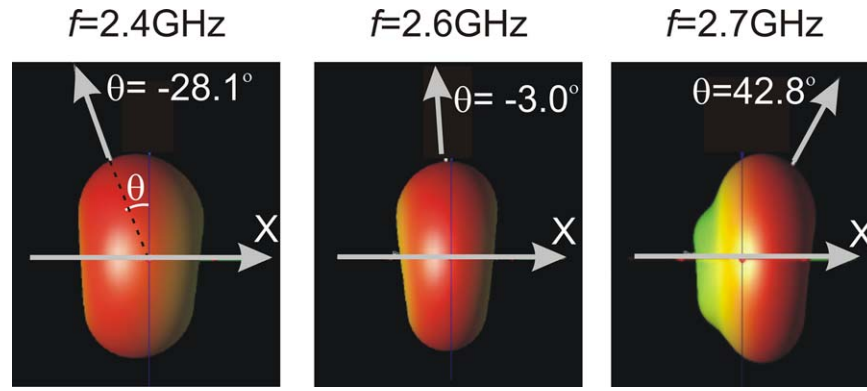 f=2.4GHz
f=2.6GHz
f=2.7GHz
θ= -28.1°
θ= -3.0°
θ=42.8°
θ
X
X
X